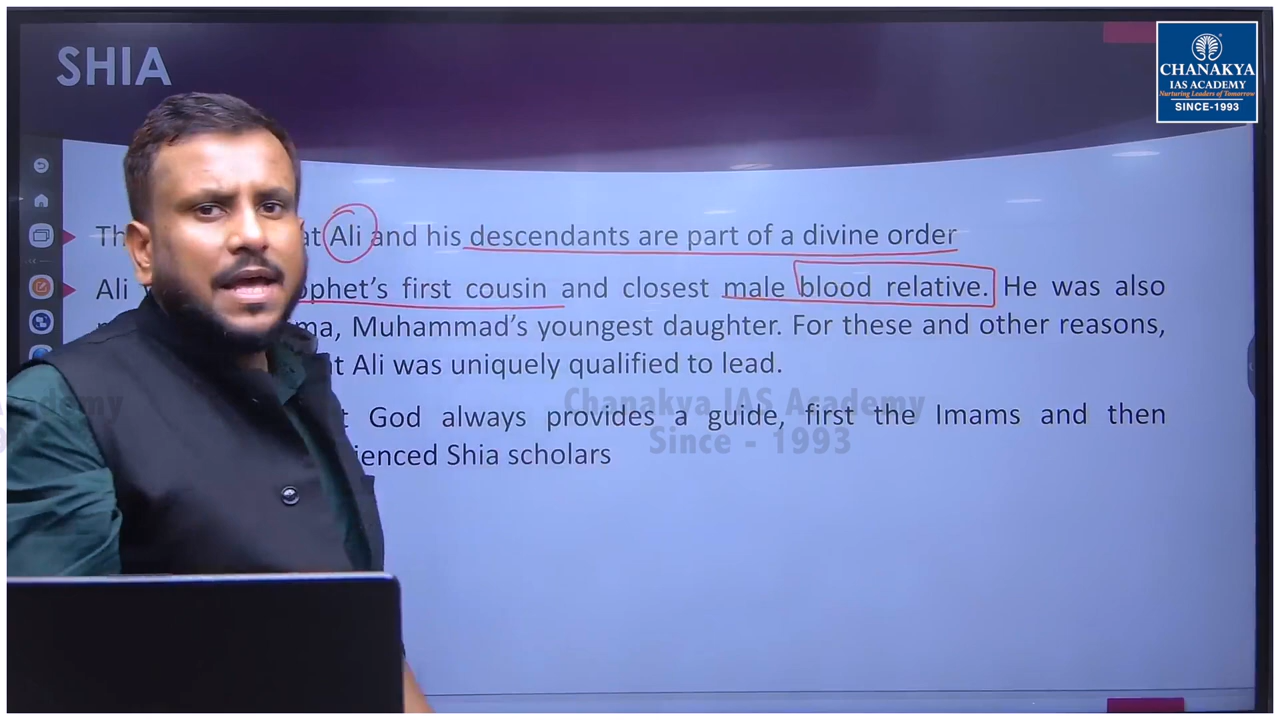 SHIA
CHANAKYA
IAS ACADEMY
Nurturing Leaders of Tomorrow
SINCE-1993
Th at Ali and his descendants are part of a divine order
Ali ophet's first cousin and closest male blood relative. He was also
ma, Muhammad's youngest daughter. For these and other reasons,
t Ali was uniquely qualified to lead.
t God always provides a guide, first the Imams and then
ienced Shia scholars
Chanakya IAS Academy
Since - 1993